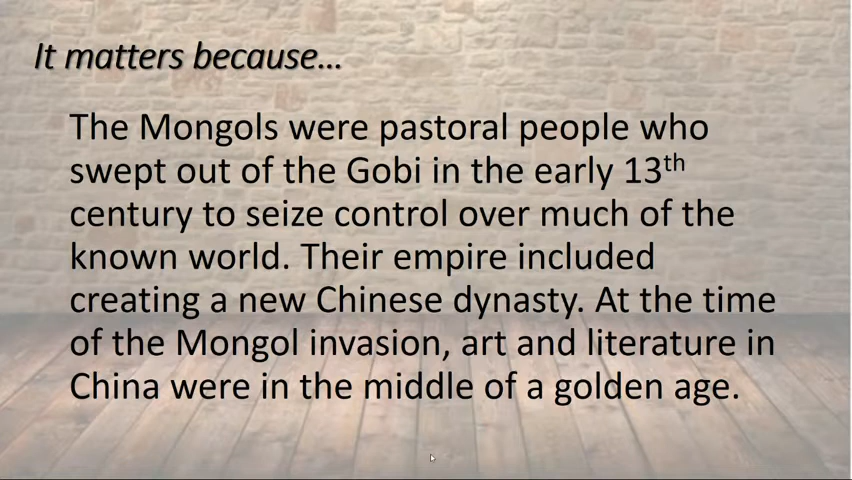 It matters because…
The Mongols were pastoral people who
swept out of the Gobi in the early 13th
century to seize control over much of the
known world. Their empire included
creating a new Chinese dynasty. At the time
of the Mongol invasion, art and literature in
China were in the middle of a golden age.